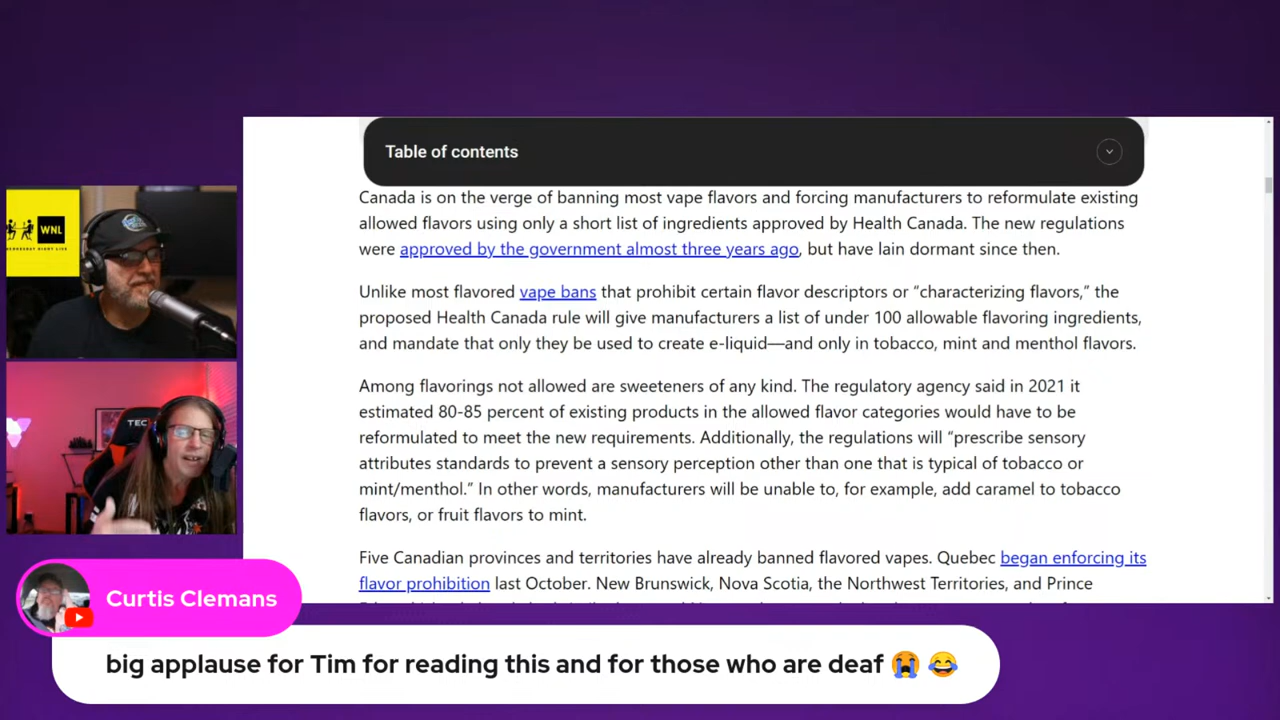 Table of contents
Canada is on the verge of banning most vape flavors and forcing manufacturers to reformulate existing
allowed flavors using only a short list of ingredients approved by Health Canada. The new regulations
were approved by the government almost three years ago, but have lain dormant since then.
Unlike most flavored vape bans that prohibit certain flavor descriptors or “characterizing flavors,” the
proposed Health Canada rule will give manufacturers a list of under 100 allowable flavoring ingredients,
and mandate that only they be used to create e-liquid—and only in tobacco, mint and menthol flavors.
Among flavorings not allowed are sweeteners of any kind. The regulatory agency said in 2021 it
estimated 80-85 percent of existing products in the allowed flavor categories would have to be
reformulated to meet the new requirements. Additionally, the regulations will “prescribe sensory
attributes standards to prevent a sensory perception other than one that is typical of tobacco or
mint/menthol.” In other words, manufacturers will be unable to, for example, add caramel to tobacco
flavors, or fruit flavors to mint.
Five Canadian provinces and territories have already banned flavored vapes. Quebec began enforcing its
flavor prohibition last October. New Brunswick, Nova Scotia, the Northwest Territories, and Prince
WNL
TEC
Curtis Clemans
big applause for Tim for reading this and for those who are deaf 😭 😂